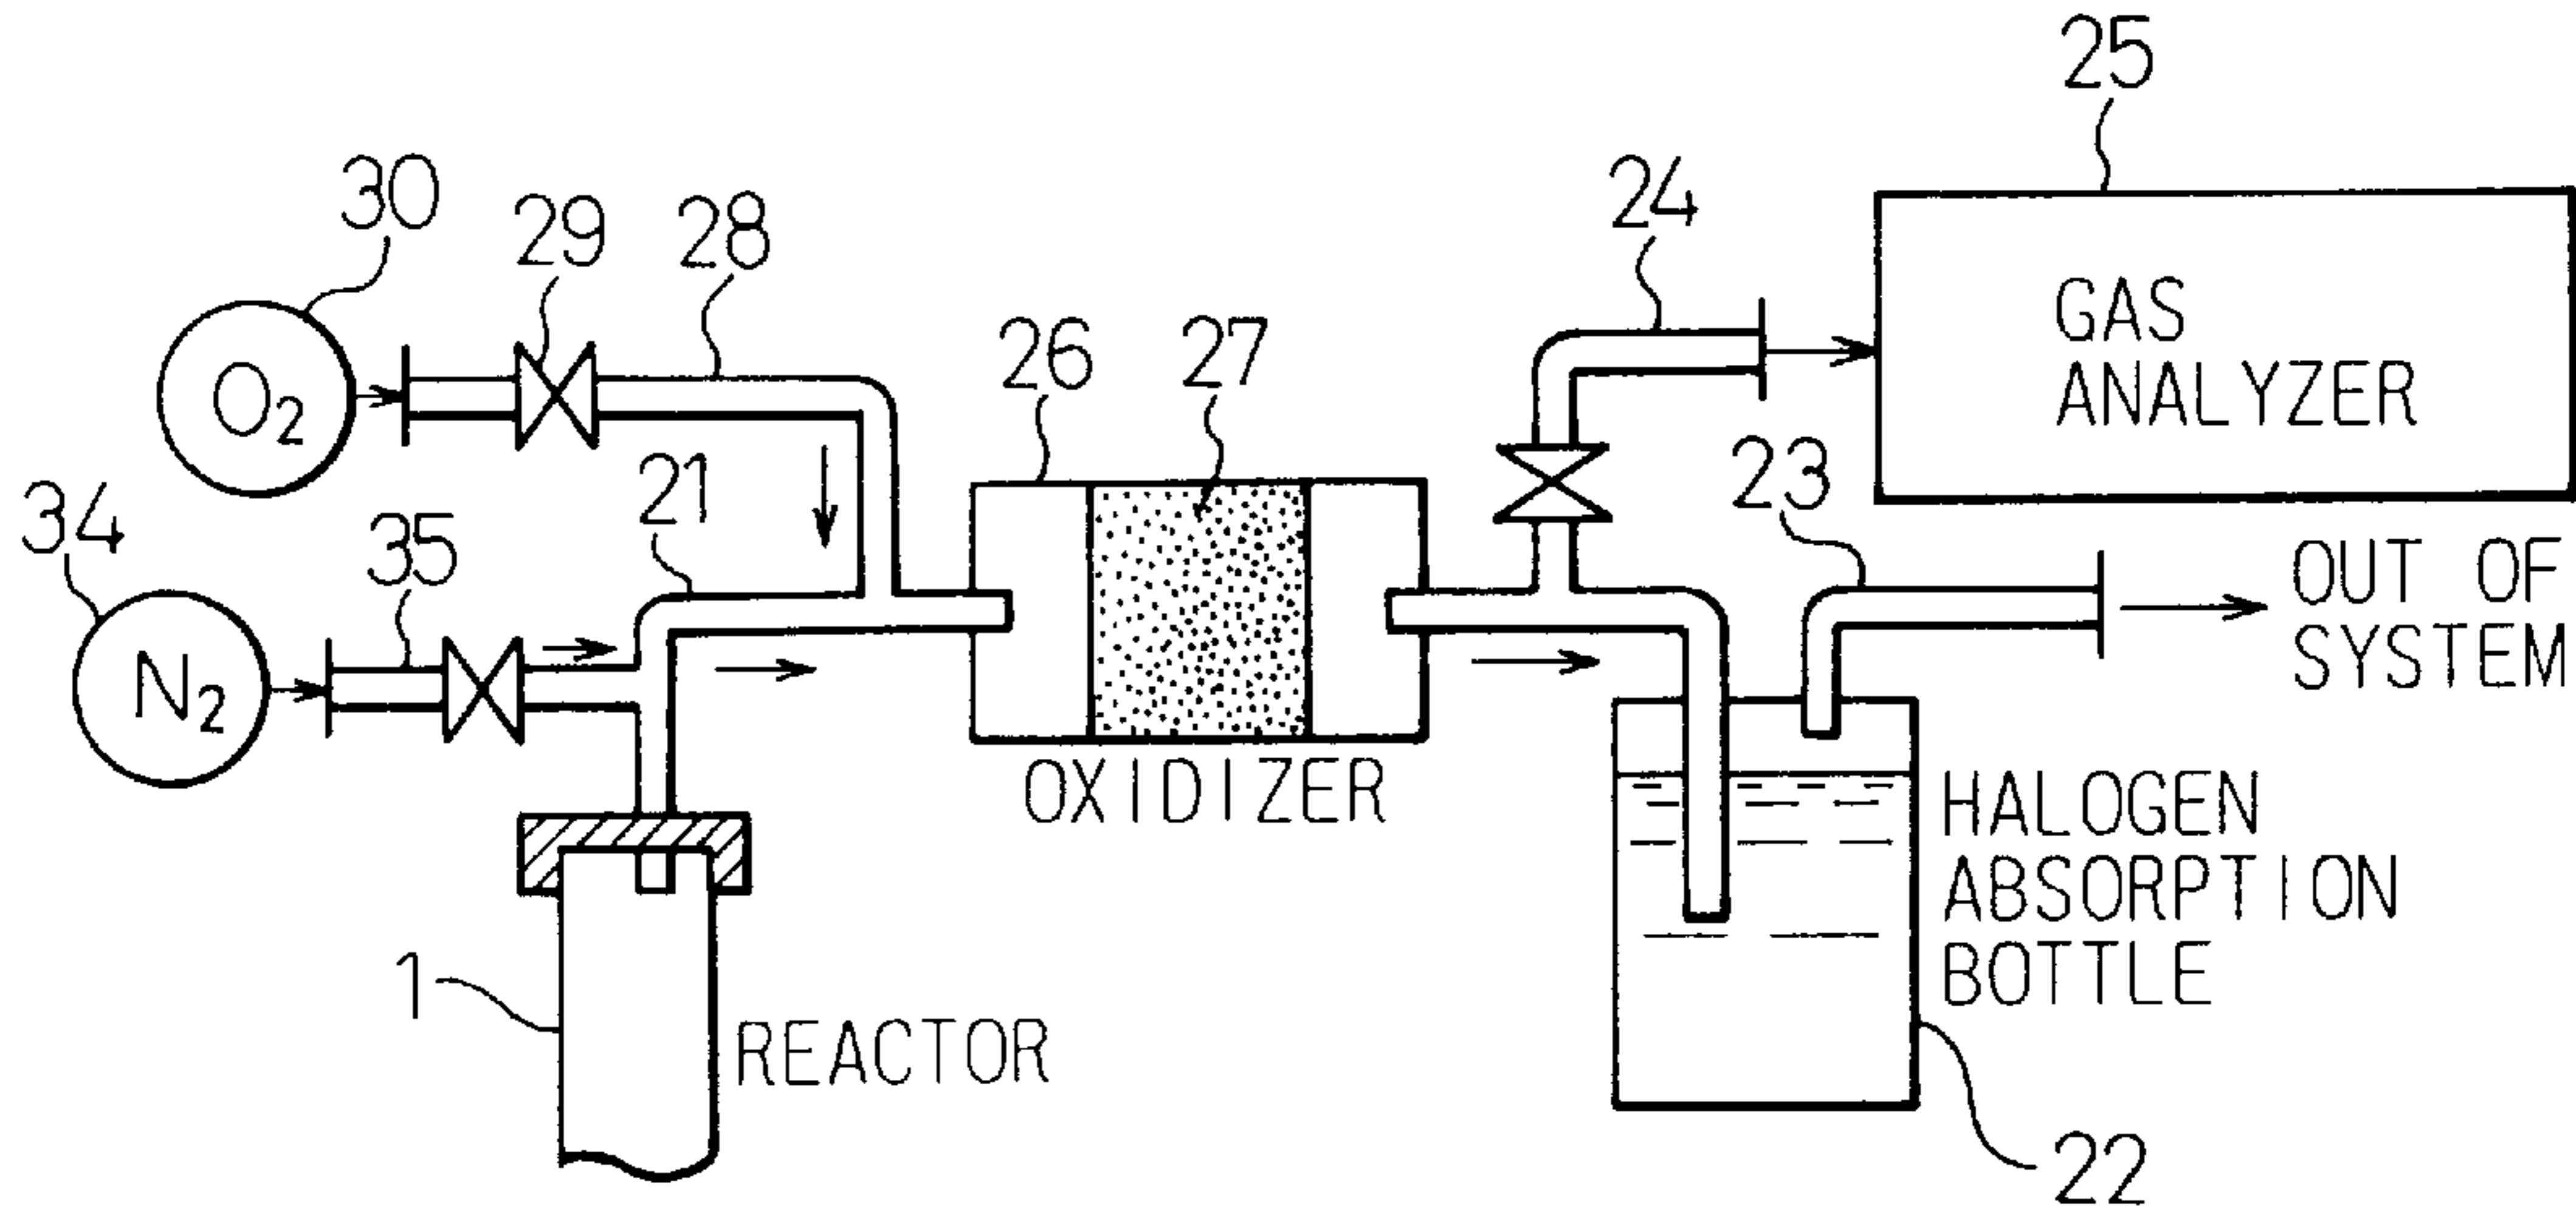 25
30
29
28
24
26
27
GAS
ANALYZER
O2
21
23
34
35
OUT OF
SYSTEM
N2
OXIDIZER
HALOGEN
ABSORPTION
BOTTLE
1
REACTOR
22